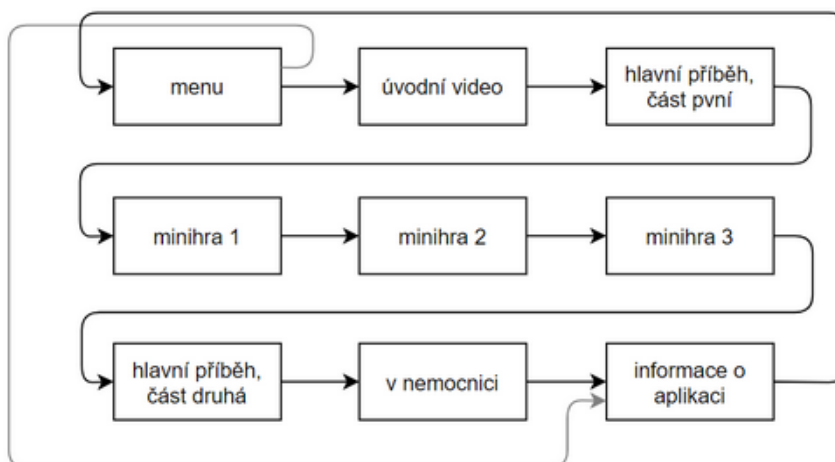 menu
úvodní video
hlavní příběh,
část pvní
minihra 1
minihra 2
minihra 3
hlavní příběh,
část druhá
v nemocnici
informace o
aplikaci